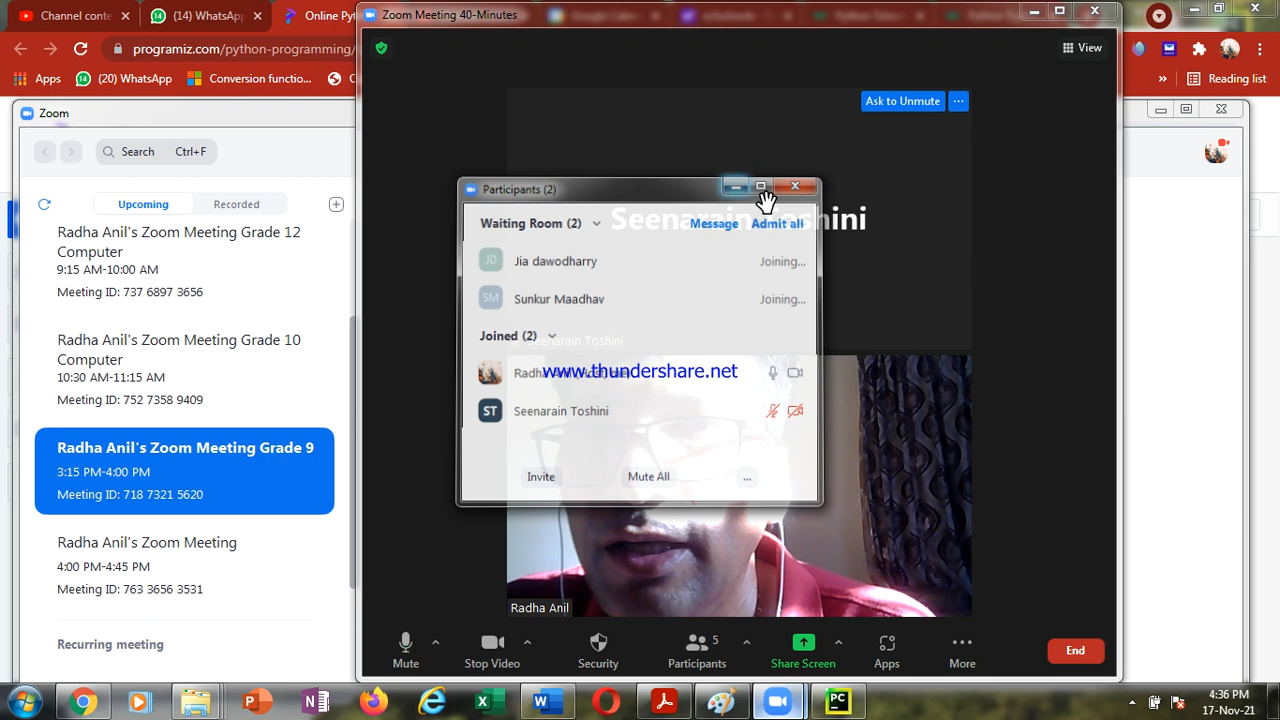 Channel conte
(14) WhatsApp
Online Py
Zoom Meeting 40-Minutes
programiz.com/python-programming/
Apps
(20) WhatsApp
Conversion functio...
Reading list
View
Zoom
Search
Ctrl+F
Upcoming
Recorded
Radha Anil's Zoom Meeting Grade 12
Computer
9:15 AM-10:00 AM
Meeting ID: 737 6897 3656
Radha Anil's Zoom Meeting Grade 10
Computer
10:30 AM-11:15 AM
Meeting ID: 752 7358 9409
Radha Anil's Zoom Meeting Grade 9
3:15 PM-4:00 PM
Meeting ID: 718 7321 5620
Radha Anil's Zoom Meeting
4:00 PM-4:45 PM
Meeting ID: 763 3656 3531
Recurring meeting
Ask to Unmute
Seenarain Toshini
Participants (2)
Waiting Room (2)
Message
Admit all
JD
Jia dawodharry
Joining...
SM
Sunkur Maadhav
Joining...
Joined (2)
Seenarain Toshini
Radha
www.thundershare.net
ST
Seenarain Toshini
Invite
Mute All
...
Radha Anil
Mute
Stop Video
Security
Participants
5
Share Screen
Apps
More
End
4:36 PM
17-Nov-21